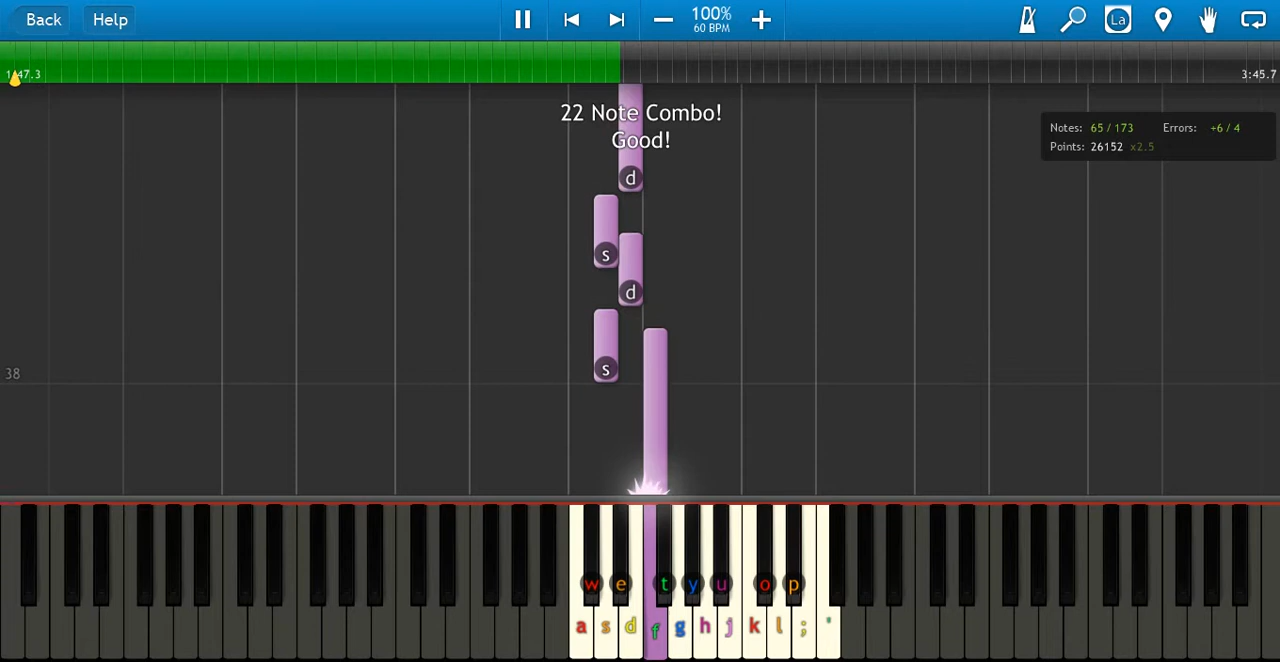 Back Help 100% La
60 BPM
1:47.3 3:45.7
22 Note Combo!
Good!
Notes: 65 / 173 Errors: +6 / 4
Points: 26152 x2.5
d
s
d
s
38
w e t y u o p
a s d f g h j k l ; '